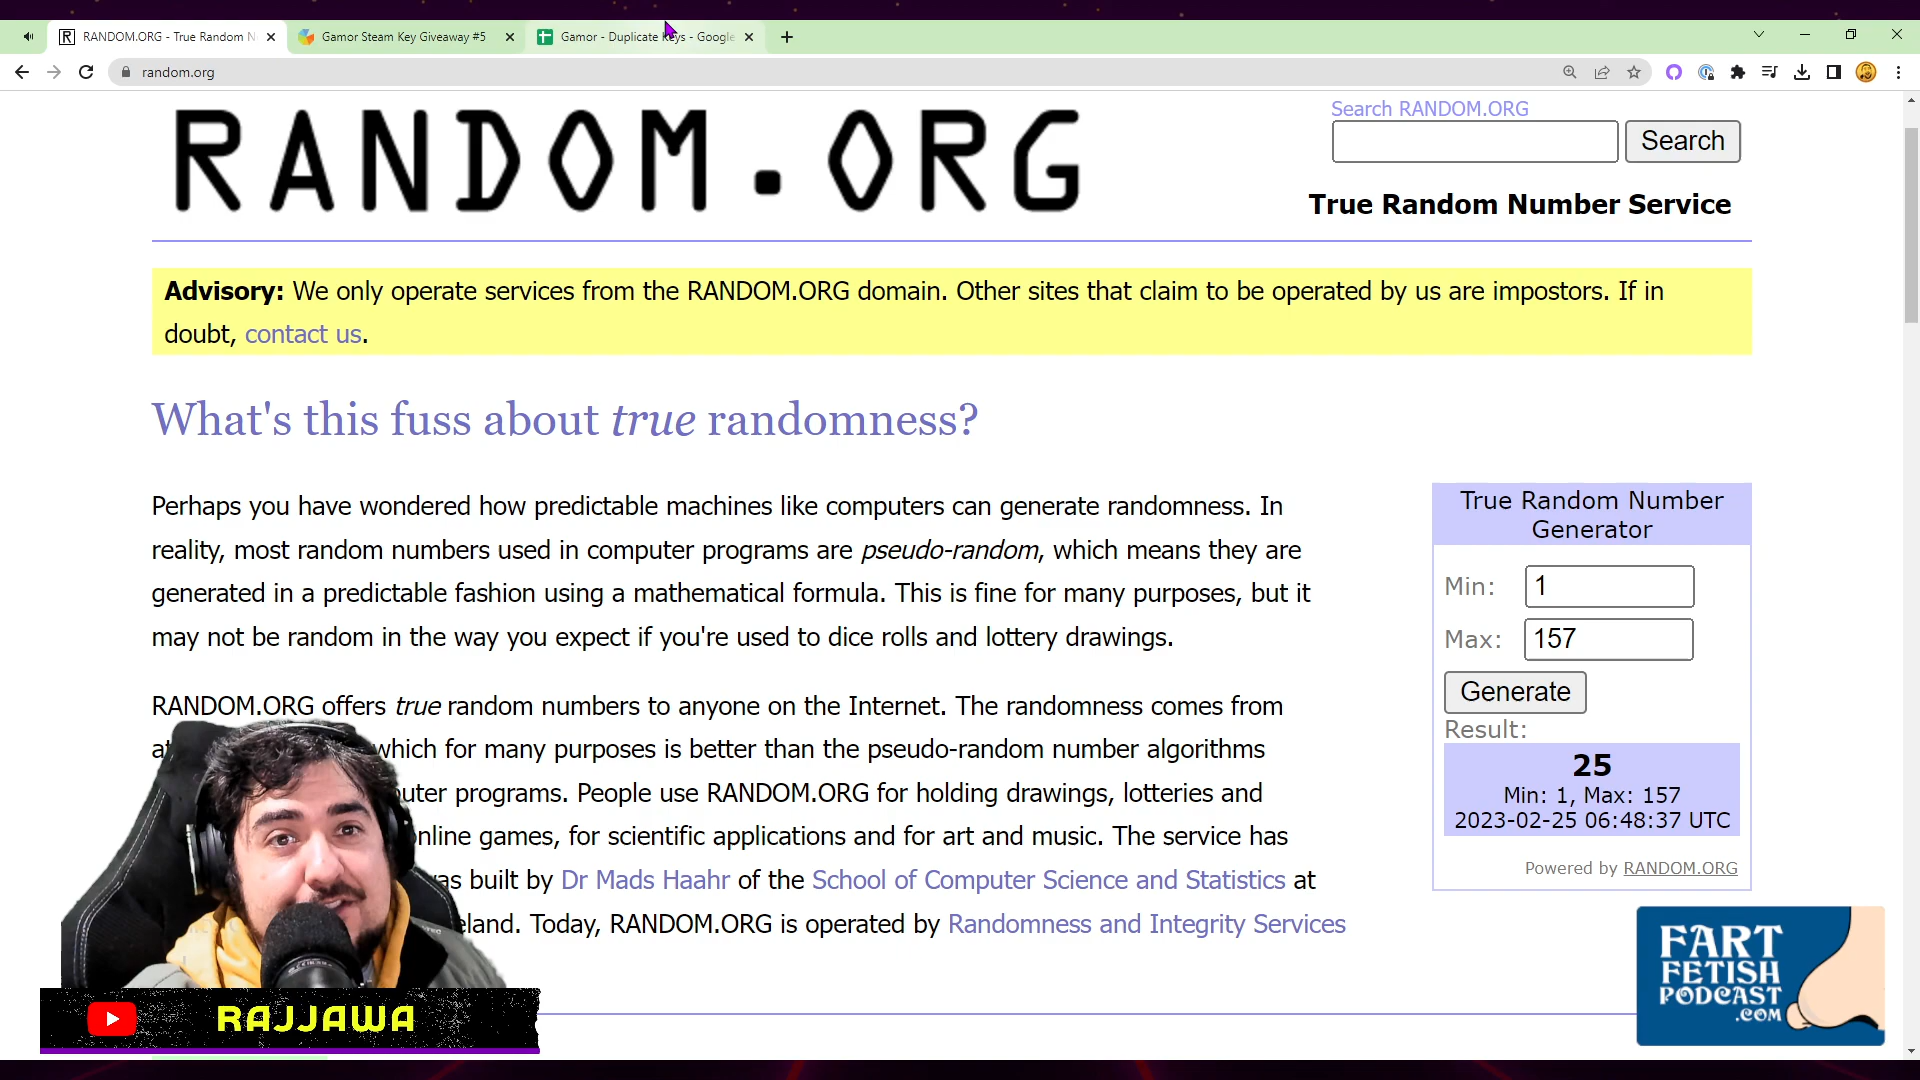 RANDOM.ORG - True Random N
Gamor Steam Key Giveaway #5
Gamor - Duplicate Keys - Google
random.org
RANDOM.ORG
Search RANDOM.ORG
Search
True Random Number Service
Advisory: We only operate services from the RANDOM.ORG domain. Other sites that claim to be operated by us are impostors. If in
doubt, contact us.
What's this fuss about true randomness?
Perhaps you have wondered how predictable machines like computers can generate randomness. In
reality, most random numbers used in computer programs are pseudo-random, which means they are
generated in a predictable fashion using a mathematical formula. This is fine for many purposes, but it
may not be random in the way you expect if you're used to dice rolls and lottery drawings.
RANDOM.ORG offers true random numbers to anyone on the Internet. The randomness comes from
which for many purposes is better than the pseudo-random number algorithms
programs. People use RANDOM.ORG for holding drawings, lotteries and
games, for scientific applications and for art and music. The service has
built by Dr Mads Haahr of the School of Computer Science and Statistics at
Today, RANDOM.ORG is operated by Randomness and Integrity Services
True Random Number
Generator
Min: 1
Max: 157
Generate
Result:
25
Min: 1, Max: 157
2023-02-25 06:48:37 UTC
Powered by RANDOM.ORG
RAJJAWA
FART
FETISH
PODCAST
.COM